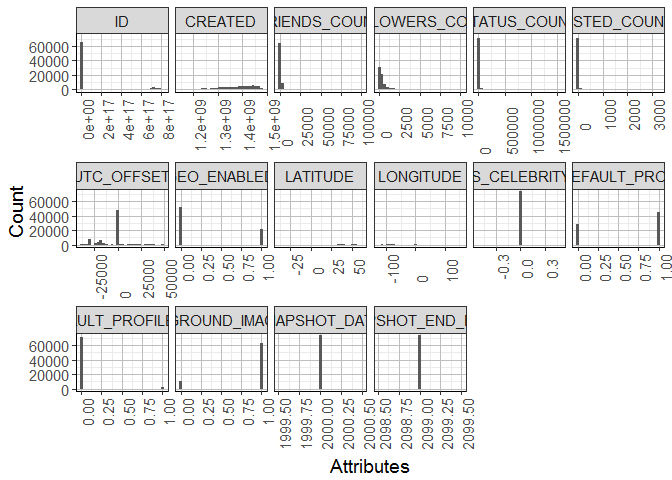 ID CREATED RIENDS_COUN LOWERS_CO TATUS_COUN STED_COUN
60000
40000
20000
0
0e+00 2e+17 4e+17 6e+17 8e+17 1.2e+09 1.3e+09 1.4e+09 1.5e+09 0 25000 50000 75000 100000 0 2500 5000 7500 10000 0 500000 1000000 1500000 0 1000 2000 3000
UTC_OFFSET EO_ENABLED LATITUDE LONGITUDE S_CELEBRITY EFAULT_PRO
60000
40000
20000
0
-25000 0 25000 50000 0.00 0.25 0.50 0.75 1.00 -25 0 25 50 -100 0 100 -0.3 0.0 0.3 0.00 0.25 0.50 0.75 1.00
ULT_PROFILE GROUND_IMAG APSHOT_DAT SHOT_END_
60000
40000
20000
0
0.00 0.25 0.50 0.75 1.00 0.00 0.25 0.50 0.75 1.00 1999.50 1999.75 2000.00 2000.25 2000.50 2098.50 2098.75 2099.00 2099.25 2099.50
Count
Attributes